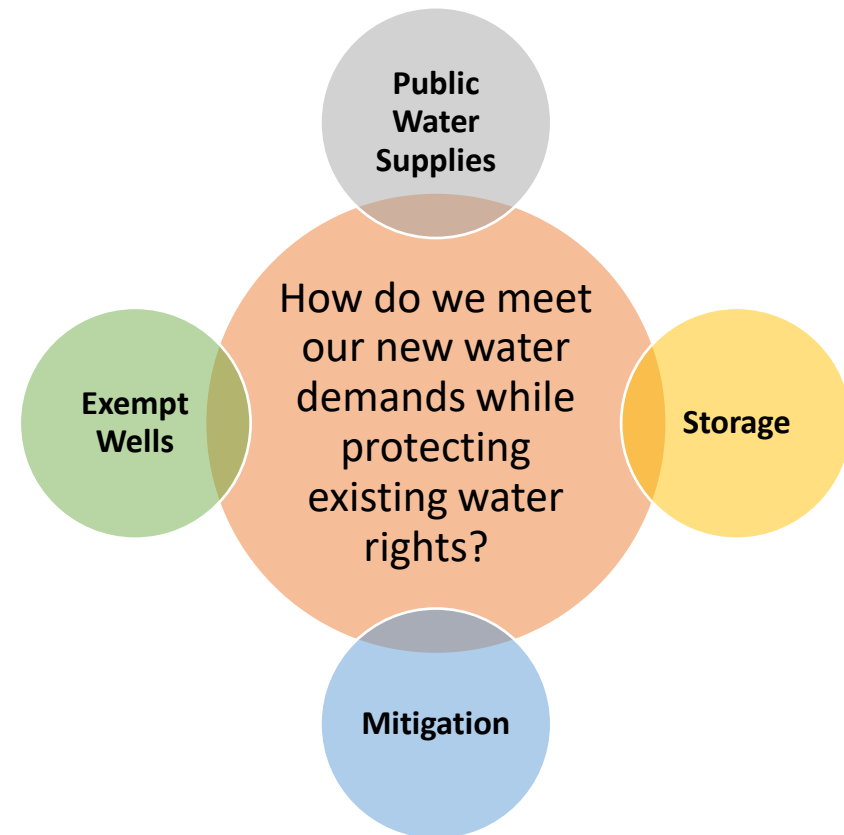 Public
Water
Supplies
How do we meet
our new water
demands while
protecting
existing water
rights?
Exempt
Wells
Storage
Mitigation